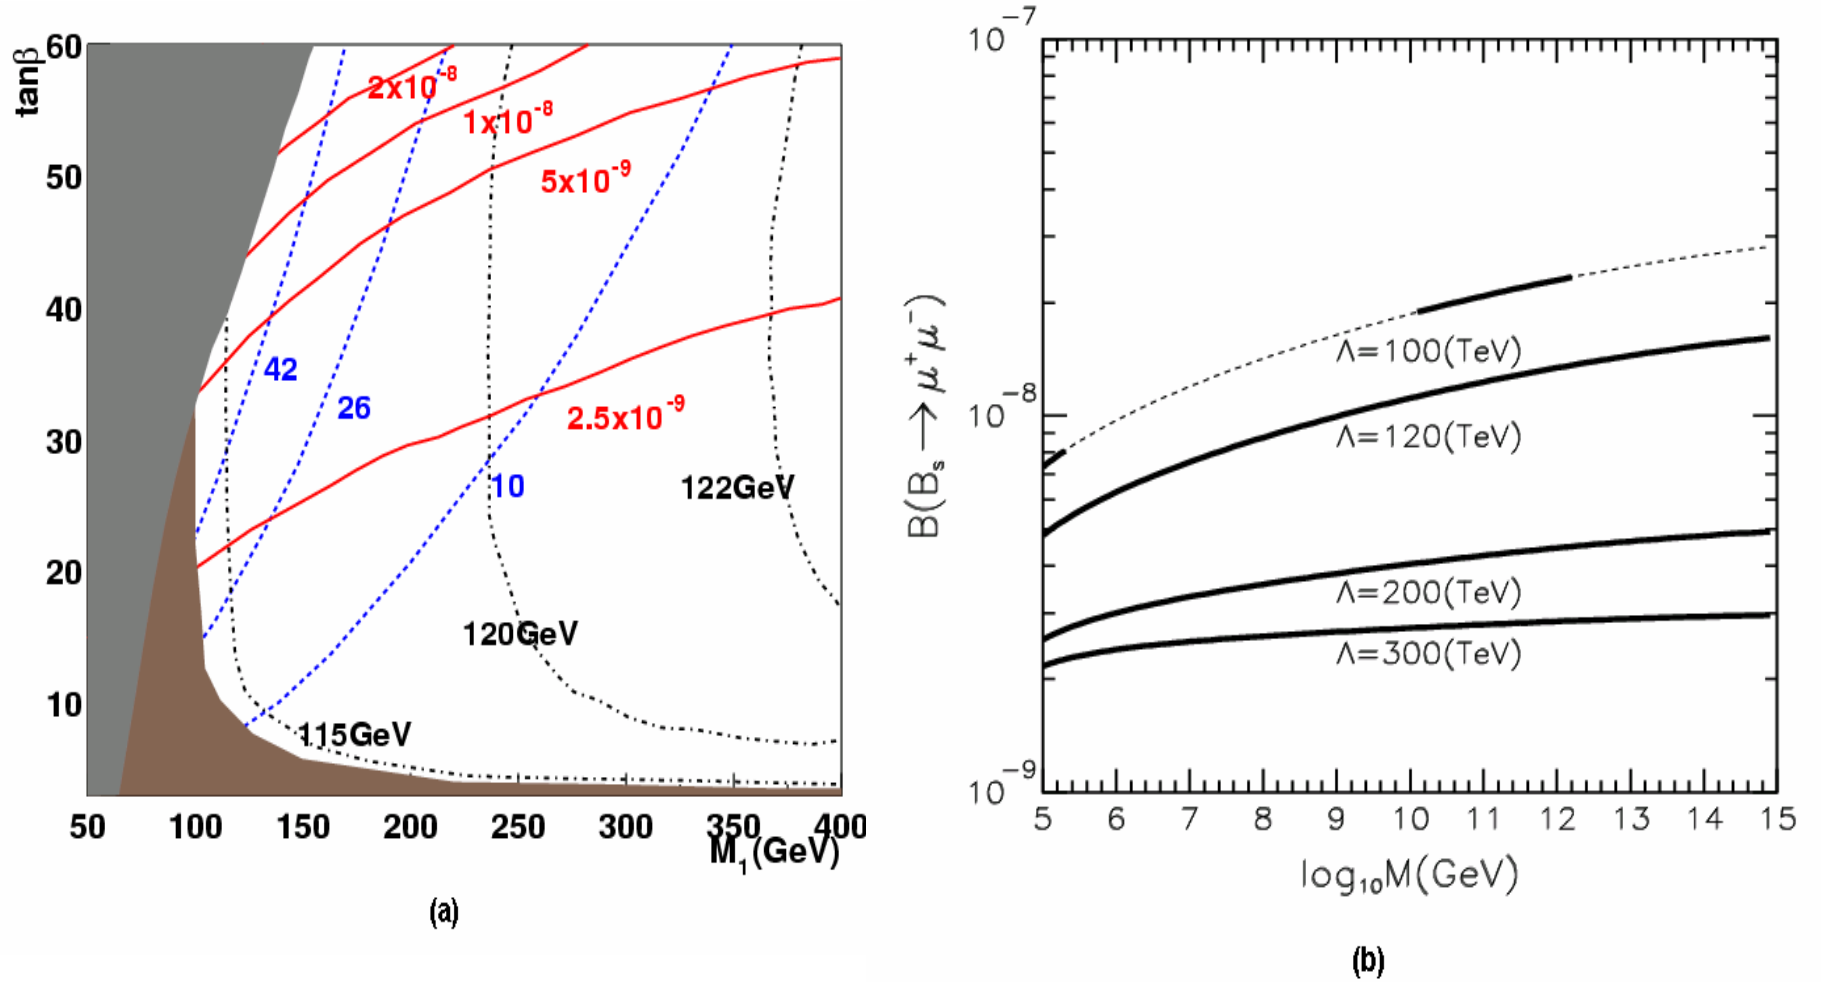 60
tanβ
50
40
30
20
10
2x10⁻⁸
1x10⁻⁸
5x10⁻⁹
42
26
2.5x10⁻⁹
10
122GeV
120GeV
115GeV
50 100 150 200 250 300 350 400
M₁(GeV)
(a)
10⁻⁷
10⁻⁸
10⁻⁹
B(Bₛ→μ⁺μ⁻)
Λ=100(TeV)
Λ=120(TeV)
Λ=200(TeV)
Λ=300(TeV)
5 6 7 8 9 10 11 12 13 14 15
log₁₀M(GeV)
(b)